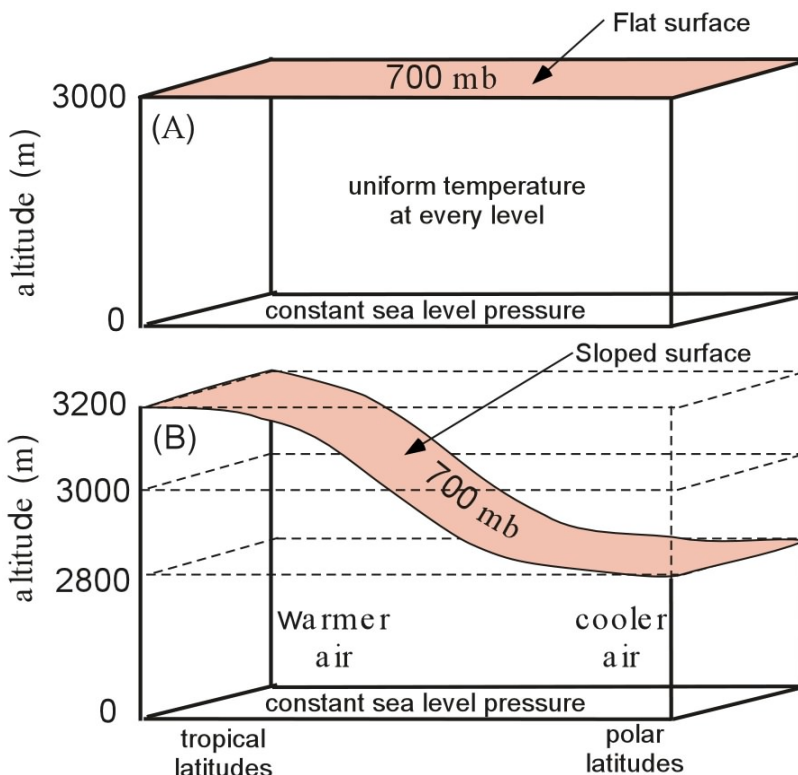 Flat surface
700 mb
3000
(A)
altitude (m)
uniform temperature
at every level
0
constant sea level pressure
Sloped surface
3200
(B)
700 mb
3000
altitude (m)
2800
warmer
air
cooler
air
0
constant sea level pressure
tropical
latitudes
polar
latitudes